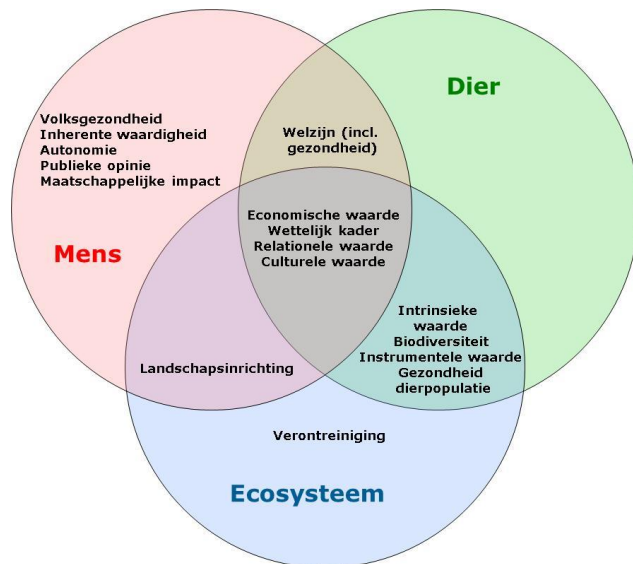 Dier
Volksgezondheid
Inherente waardigheid
Autonomie
Publieke opinie
Maatschappelijke impact
Welzijn (incl.
gezondheid)
Mens
Economische waarde
Wettelijk kader
Relationele waarde
Culturele waarde
Intrinsieke
waarde
Biodiversiteit
Instrumentele waarde
Gezondheid
dierpopulatie
Landschapsinrichting
Verontreiniging
Ecosysteem